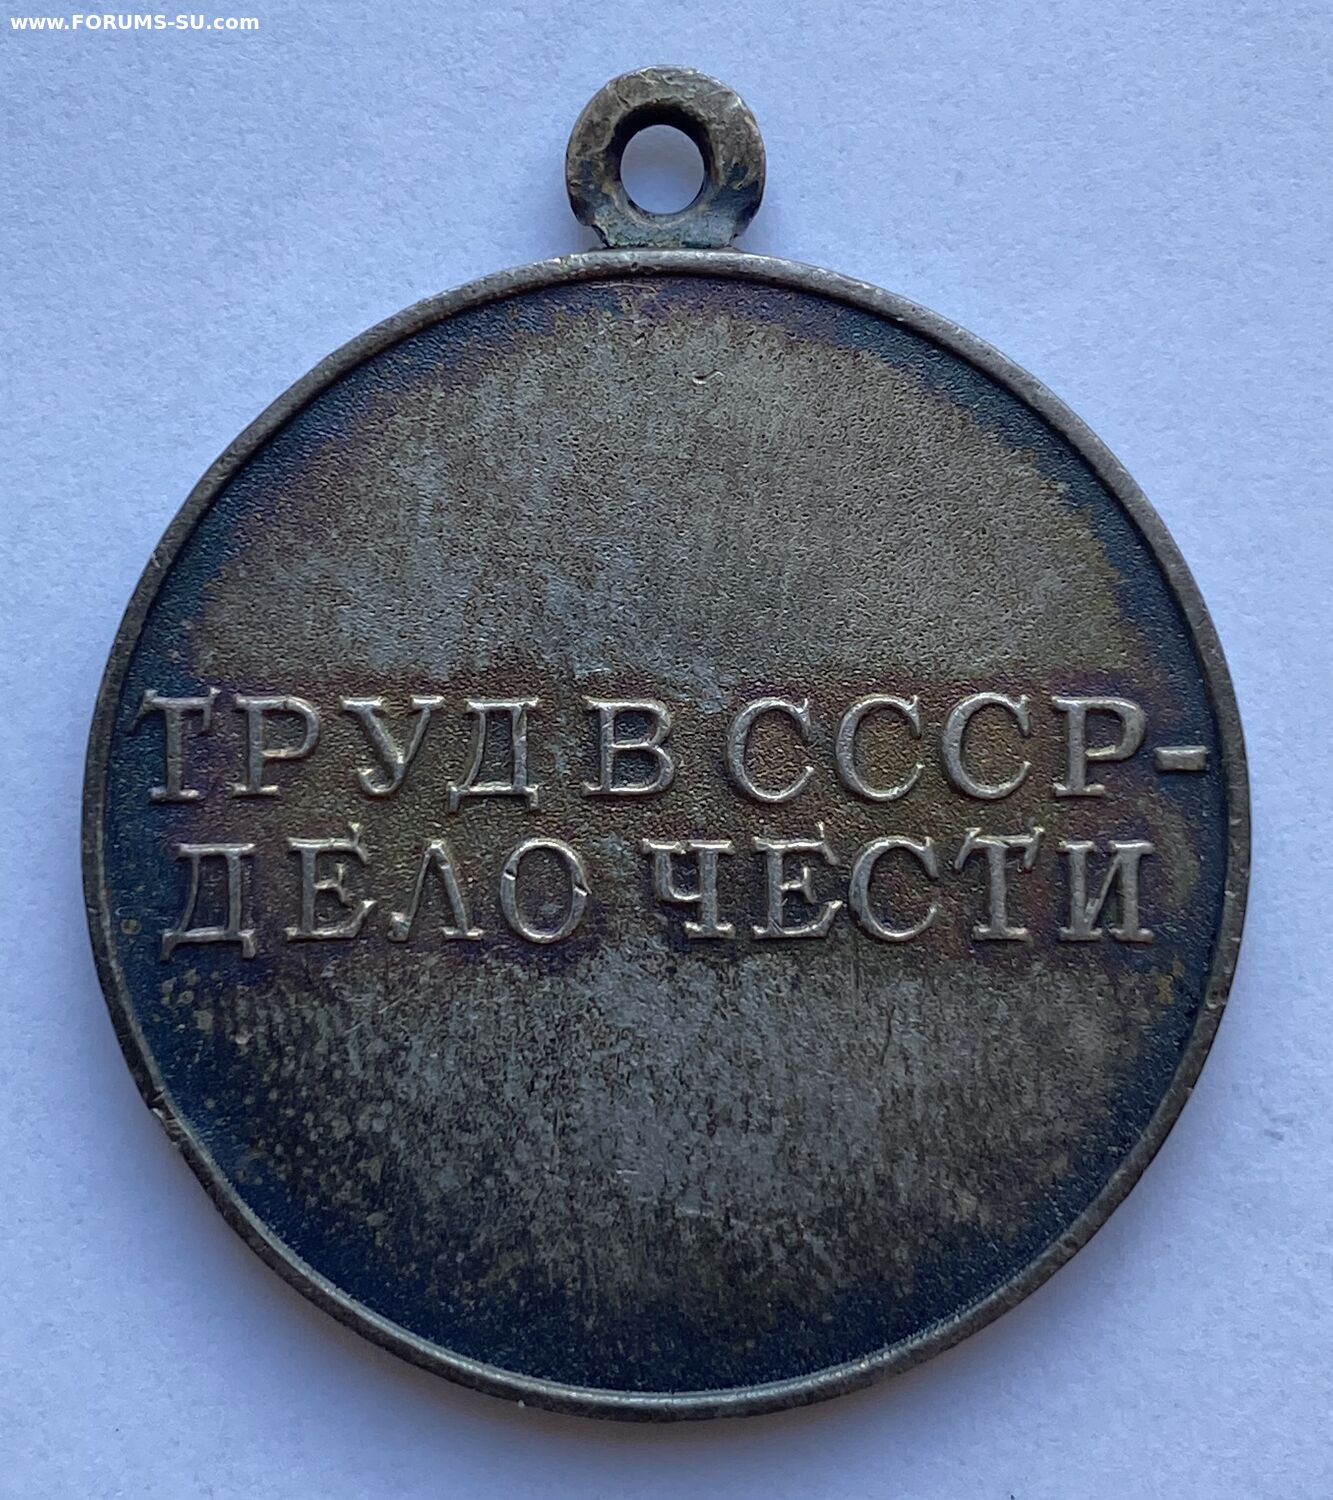 www.FORUMS-SU.com
ТРУД В СССР-
ДЕЛО ЧЕСТИ